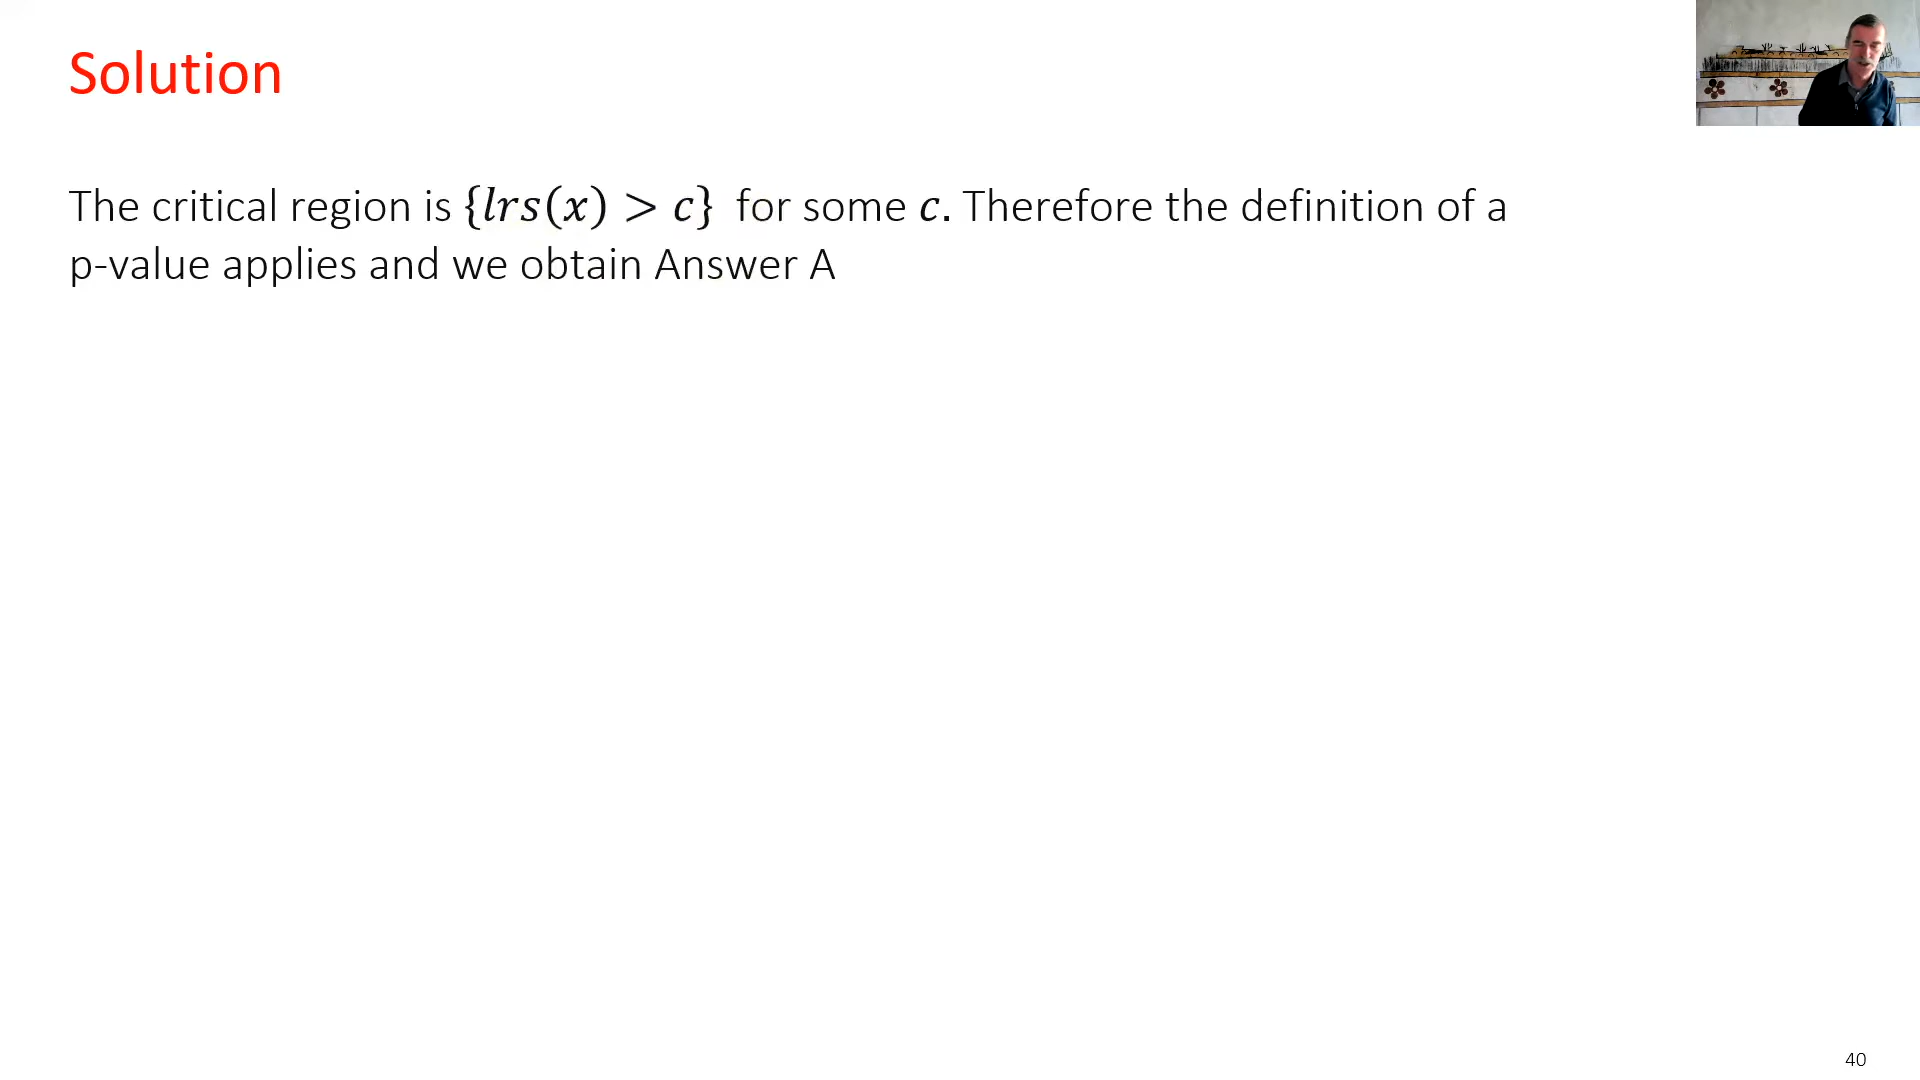 Solution
The critical region is {lrs(x) > c} for some c. Therefore the definition of a
p-value applies and we obtain Answer A
40